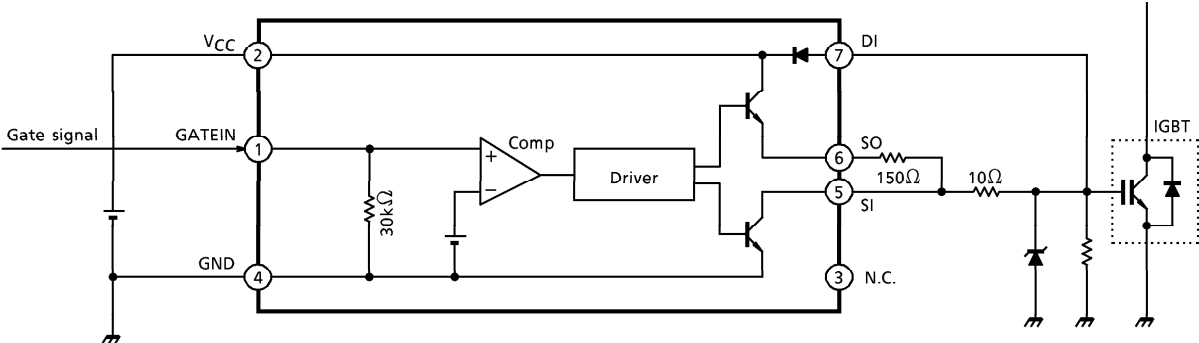 VCC
2
7
DI
Gate signal
GATEIN
1
Comp
+
−
30kΩ
Driver
6
SO
150Ω
5
SI
10Ω
IGBT
GND
4
3
N.C.